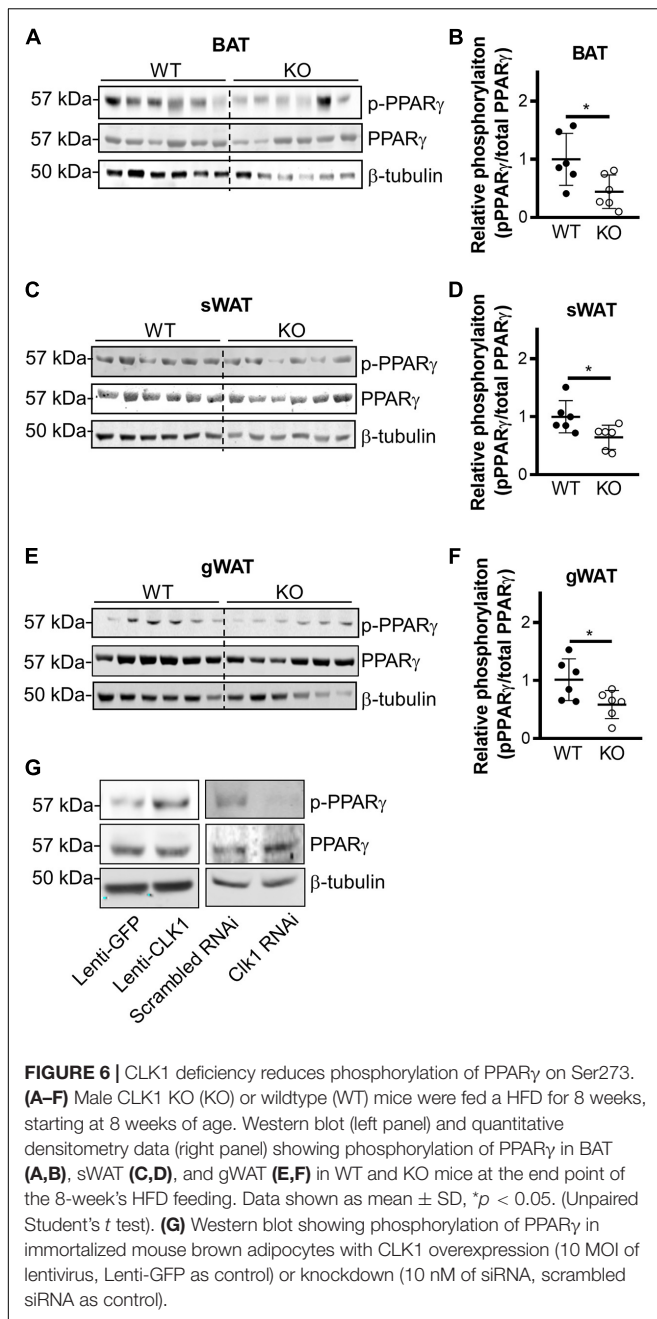 A
BAT
WT
KO
57 kDa-
p-PPARγ
57 kDa-
PPARγ
50 kDa-
β-tubulin
B
BAT
Relative phosphorylaiton
(pPPARγ/total PPARγ)
2
1
0
*
WT
KO
C
sWAT
WT
KO
57 kDa-
p-PPARγ
57 kDa-
PPARγ
50 kDa-
β-tubulin
D
sWAT
Relative phosphorylaiton
(pPPARγ/total PPARγ)
2
1
0
*
WT
KO
E
gWAT
WT
KO
57 kDa-
p-PPARγ
57 kDa-
PPARγ
50 kDa-
β-tubulin
F
gWAT
Relative phosphorylaiton
(pPPARγ/total PPARγ)
2
1
0
*
WT
KO
G
57 kDa-
p-PPARγ
57 kDa-
PPARγ
50 kDa-
β-tubulin
Lenti-GFP
Lenti-CLK1
Scrambled RNAi
Clk1 RNAi
FIGURE 6 | CLK1 deficiency reduces phosphorylation of PPARγ on Ser273.
(A–F) Male CLK1 KO (KO) or wildtype (WT) mice were fed a HFD for 8 weeks,
starting at 8 weeks of age. Western blot (left panel) and quantitative
densitometry data (right panel) showing phosphorylation of PPARγ in BAT
(A,B), sWAT (C,D), and gWAT (E,F) in WT and KO mice at the end point of
the 8-week's HFD feeding. Data shown as mean ± SD, *p < 0.05. (Unpaired
Student's t test). (G) Western blot showing phosphorylation of PPARγ in
immortalized mouse brown adipocytes with CLK1 overexpression (10 MOI of
lentivirus, Lenti-GFP as control) or knockdown (10 nM of siRNA, scrambled
siRNA as control).